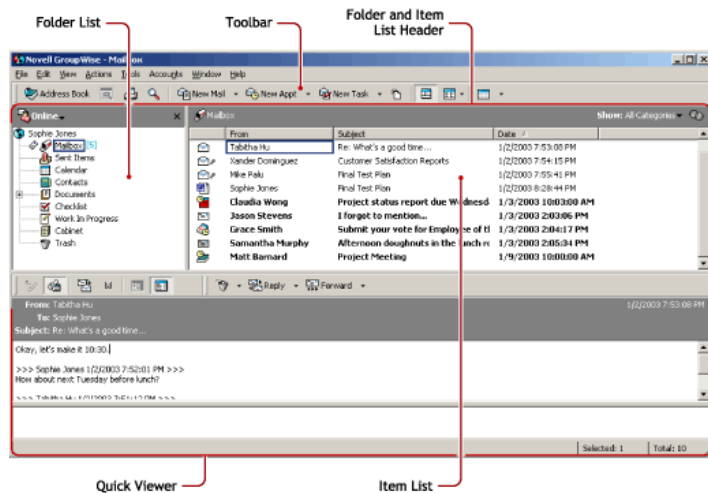 Folder List
Toolbar
Folder and Item
List Header
Novell GroupWise - Mailbox
File Edit View Actions Tools Accounts Window Help
Address Book New Mail New Appt New Task
Online Mailbox Show: All Categories
From Subject Date
Sophie Jones
Mailbox [5]
Sent Items
Calendar
Contacts
Documents
Checklist
Work In Progress
Cabinet
Trash
Tabitha Hu Re: What's a good time... 1/2/2003 7:53:08 PM
Xander Dominguez Customer Satisfaction Reports 1/2/2003 7:54:15 PM
Mike Palu Final Test Plan 1/2/2003 7:55:41 PM
Sophie Jones Final Test Plan 1/2/2003 8:28:44 PM
Claudia Wong Project status report due Wednesd 1/3/2003 10:03:00 AM
Jason Stevens I forgot to mention... 1/3/2003 2:03:06 PM
Grace Smith Submit your vote for Employee of t 1/3/2003 2:04:17 PM
Samantha Murphy Afternoon doughnuts in the lunch r 1/3/2003 2:05:34 PM
Matt Barnard Project Meeting 1/9/2003 10:00:00 AM
Reply Forward
From: Tabitha Hu 1/2/2003 7:53:08 PM
To: Sophie Jones
Subject: Re: What's a good time...
Okay, let's make it 10:30.
>>> Sophie Jones 1/2/2003 7:52:01 PM >>>
How about next Tuesday before lunch?
>>> Tabitha Hu 1/2/2003 7:51:12 PM >>>
Selected: 1 Total: 10
Quick Viewer
Item List